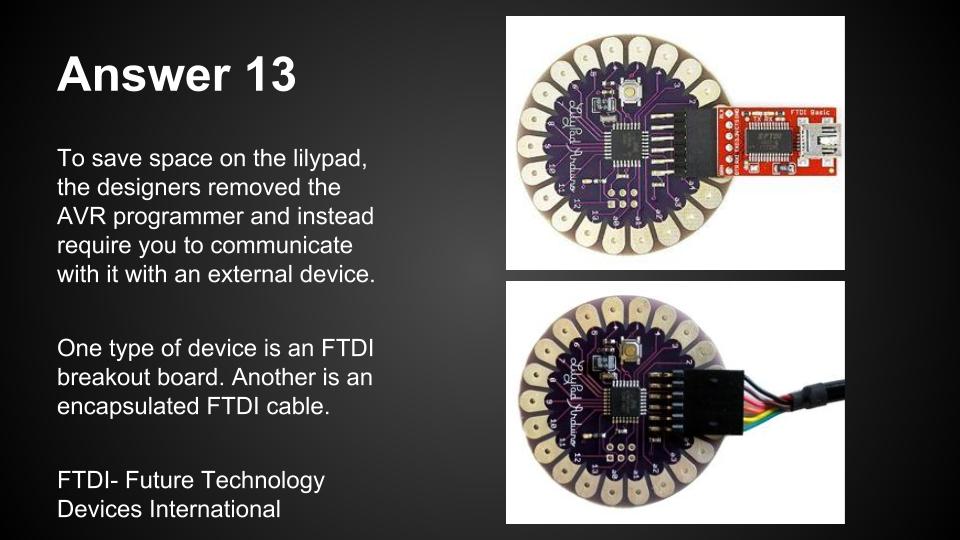 Answer 13
To save space on the lilypad,
the designers removed the
AVR programmer and instead
require you to communicate
with it with an external device.
One type of device is an FTDI
breakout board. Another is an
encapsulated FTDI cable.
FTDI- Future Technology
Devices International
FTDI Basic